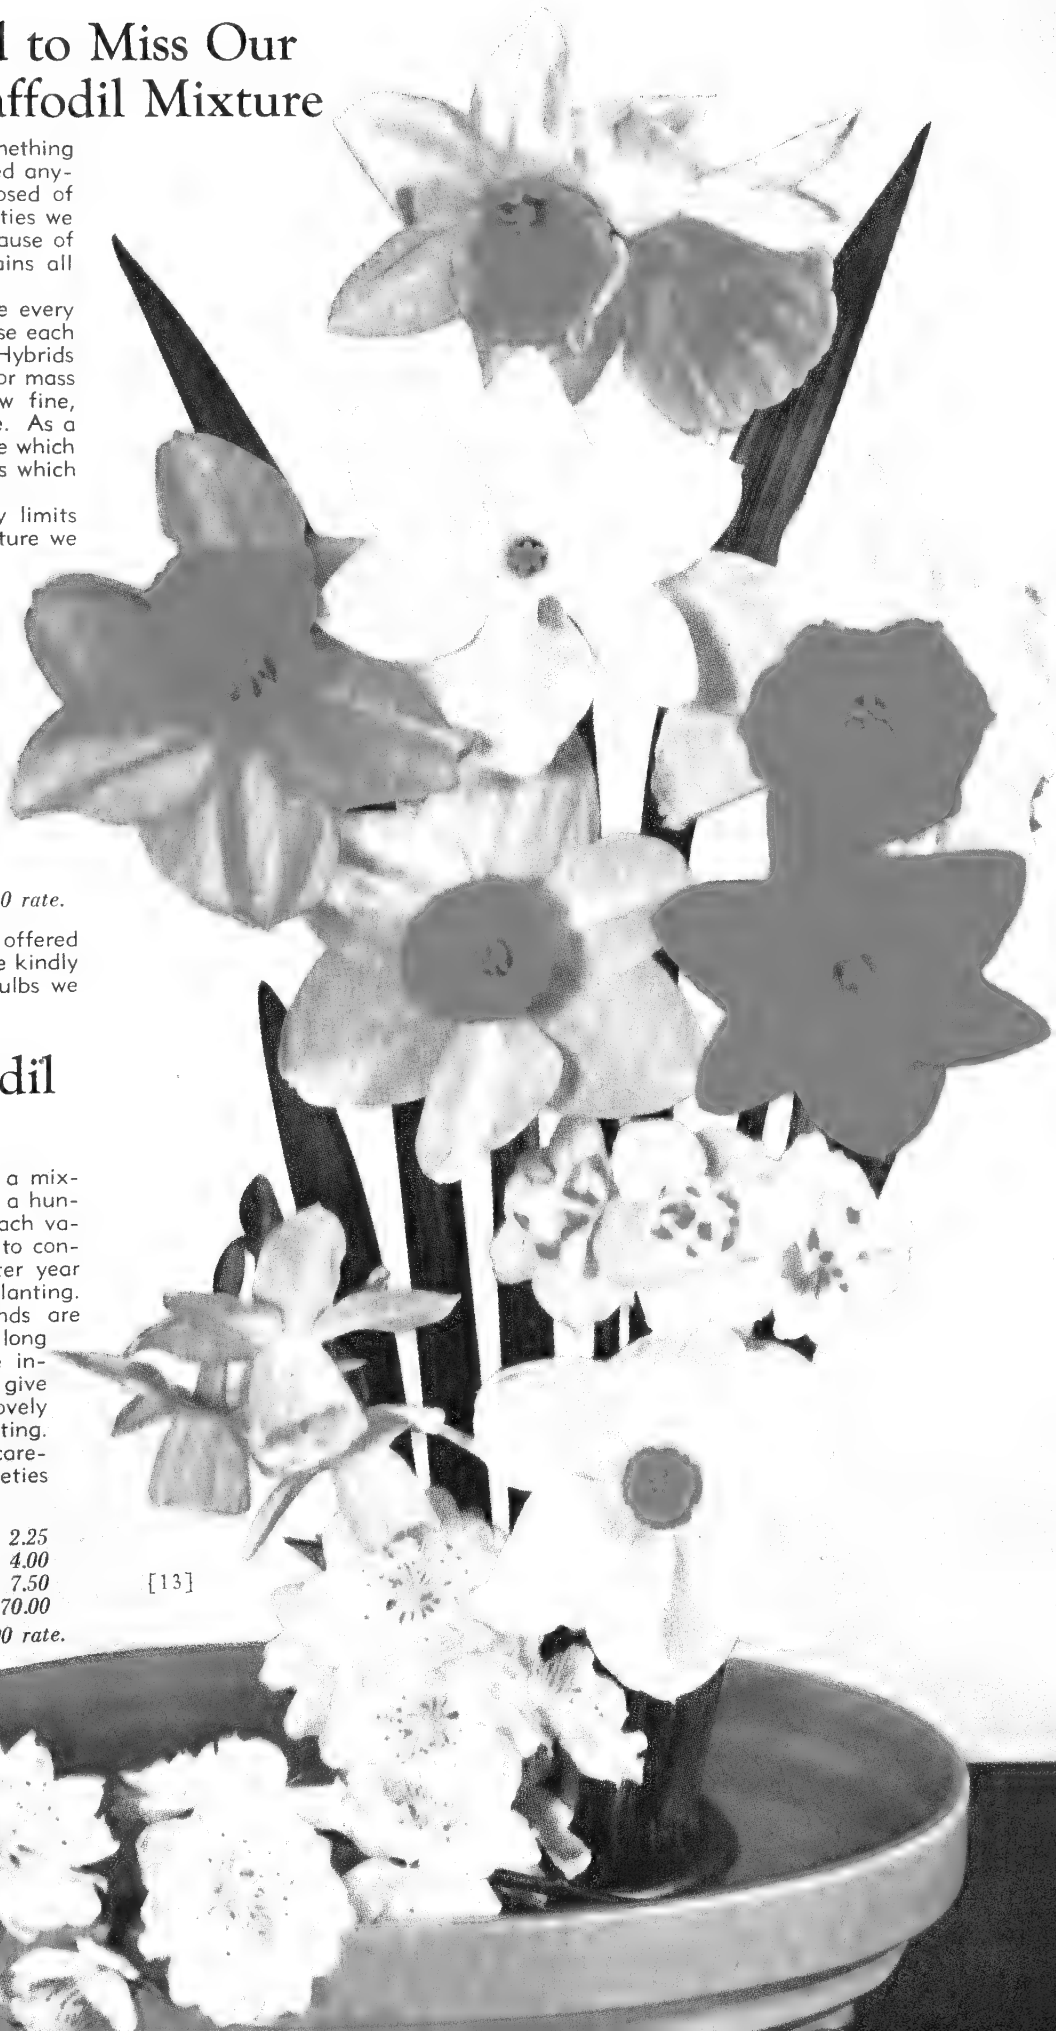 l to Miss Our
affodil Mixture
nething
ed any-
osed of
ties we
ause of
ains all
e every
se each
Hybrids
or mass
w fine,
e. As a
e which
s which
y limits
ture we
0 rate.
offered
e kindly
ulbs we
dil
a mix-
a hun-
ach va-
to con-
ter year
lanting.
nds are
long
in-
give
ovely
ting.
care-
eties
2.25
4.00
7.50
70.00
0 rate.
[13]